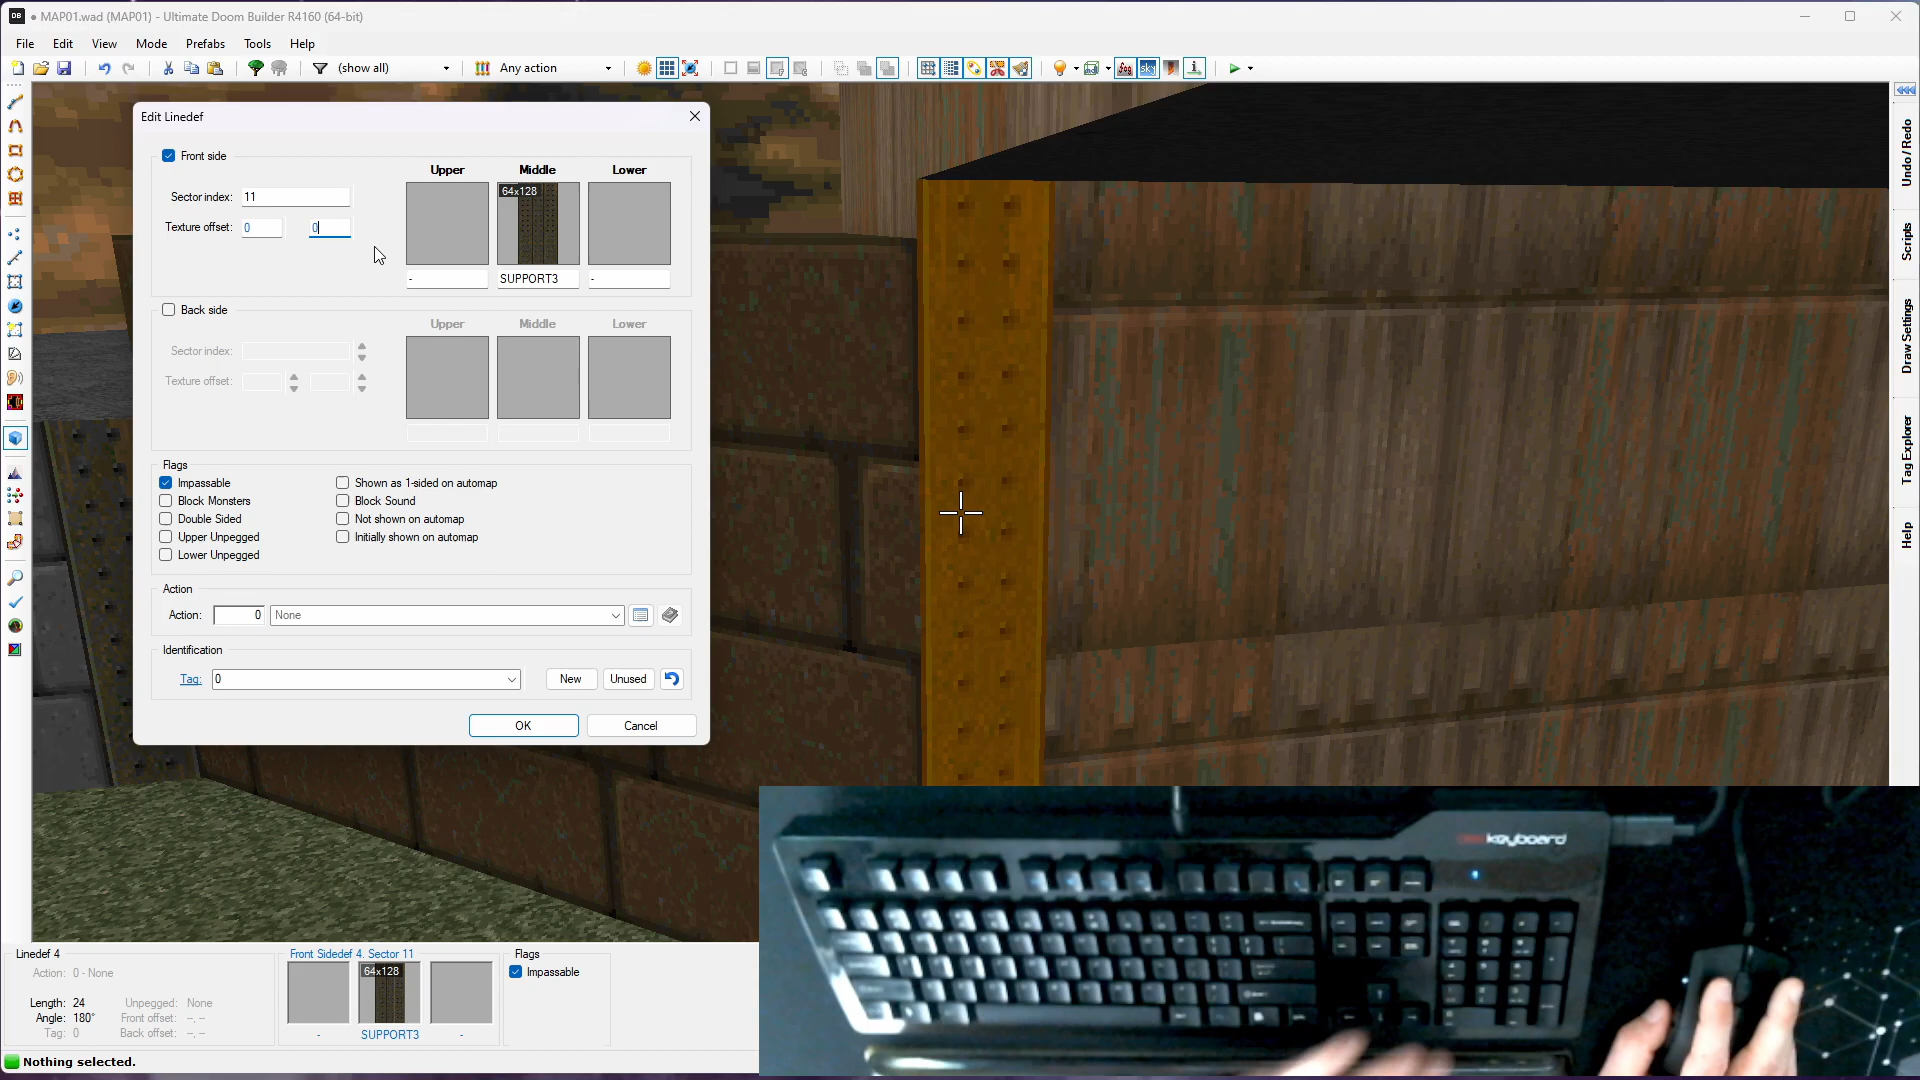 MAP01.wad (MAP01) - Ultimate Doom Builder R4160 (64-bit)
File Edit View Mode Prefabs Tools Help
(show all) Any action
Edit Linedef
Front side
Upper Middle Lower
64x128
Sector index: 11
Texture offset: 0 0
- SUPPORT3 -
Back side
Upper Middle Lower
Sector index:
Texture offset:
Flags
Impassable Shown as 1-sided on automap
Block Monsters Block Sound
Double Sided Not shown on automap
Upper Unpegged Initially shown on automap
Lower Unpegged
Action
Action: 0 None
Identification
Tag: 0 New Unused
OK Cancel
Undo / Redo
Scripts
Draw Settings
Tag Explorer
Help
Linedef 4
Action: 0 - None
Length: 24 Unpegged: None
Angle: 180° Front offset: --, --
Tag: 0 Back offset: --, --
Front Sidedef 4. Sector 11
64x128
- SUPPORT3 -
Flags
Impassable
Nothing selected.
keyboard